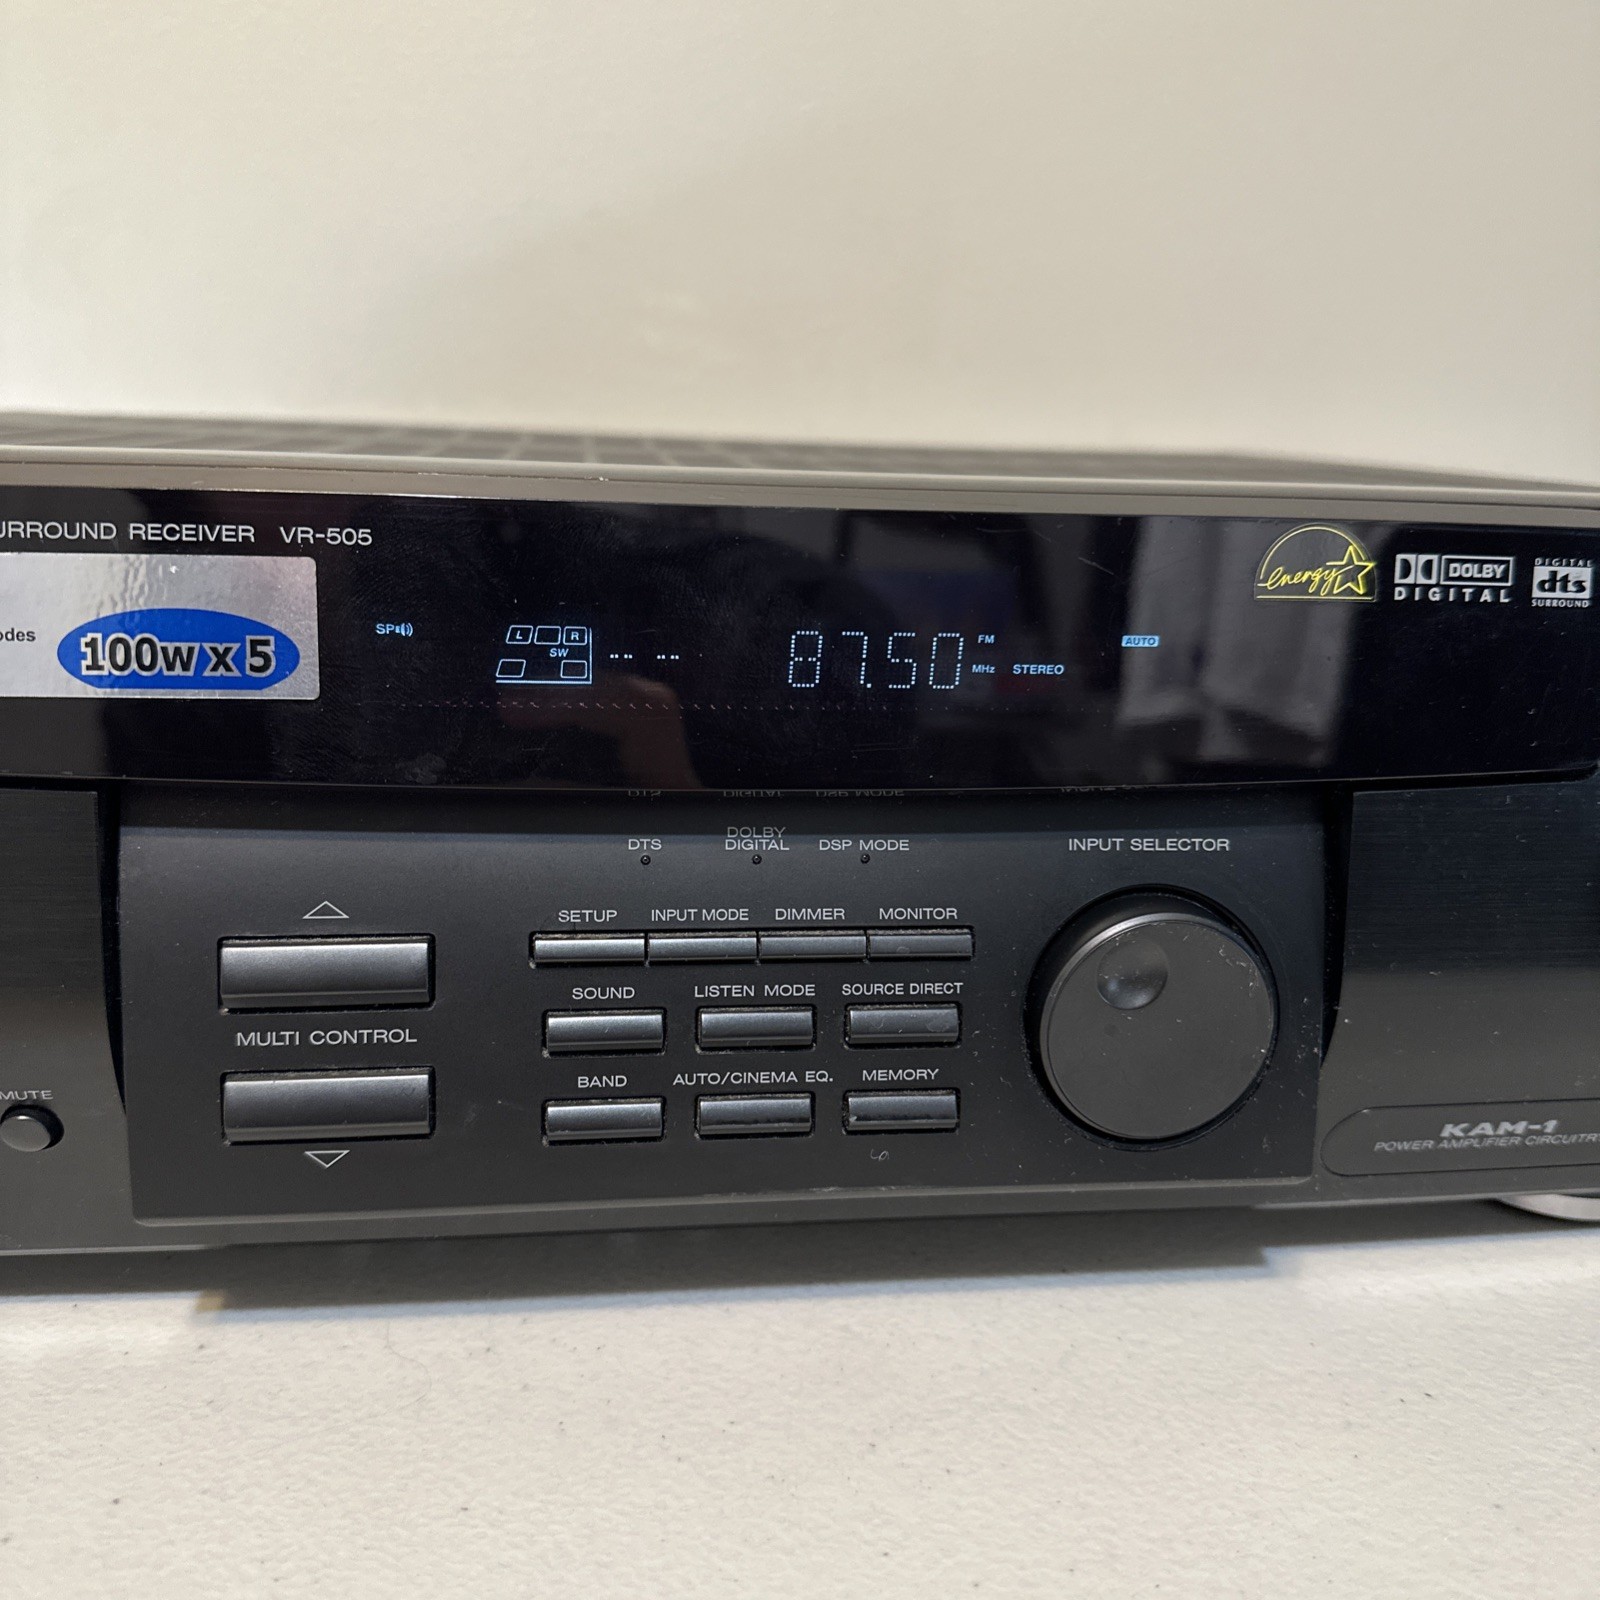 URROUND RECEIVER VR-505
odes
100W x 5
SP
L R
SW
87.50
FM
MHz
STEREO
AUTO
energy
DOLBY
DIGITAL
DIGITAL
dts
SURROUND
DTS
DOLBY
DIGITAL
DSP MODE
INPUT SELECTOR
SETUP
INPUT MODE
DIMMER
MONITOR
SOUND
LISTEN MODE
SOURCE DIRECT
MULTI CONTROL
BAND
AUTO/CINEMA EQ.
MEMORY
MUTE
KAM-1
POWER AMPLIFIER CIRCUITRY